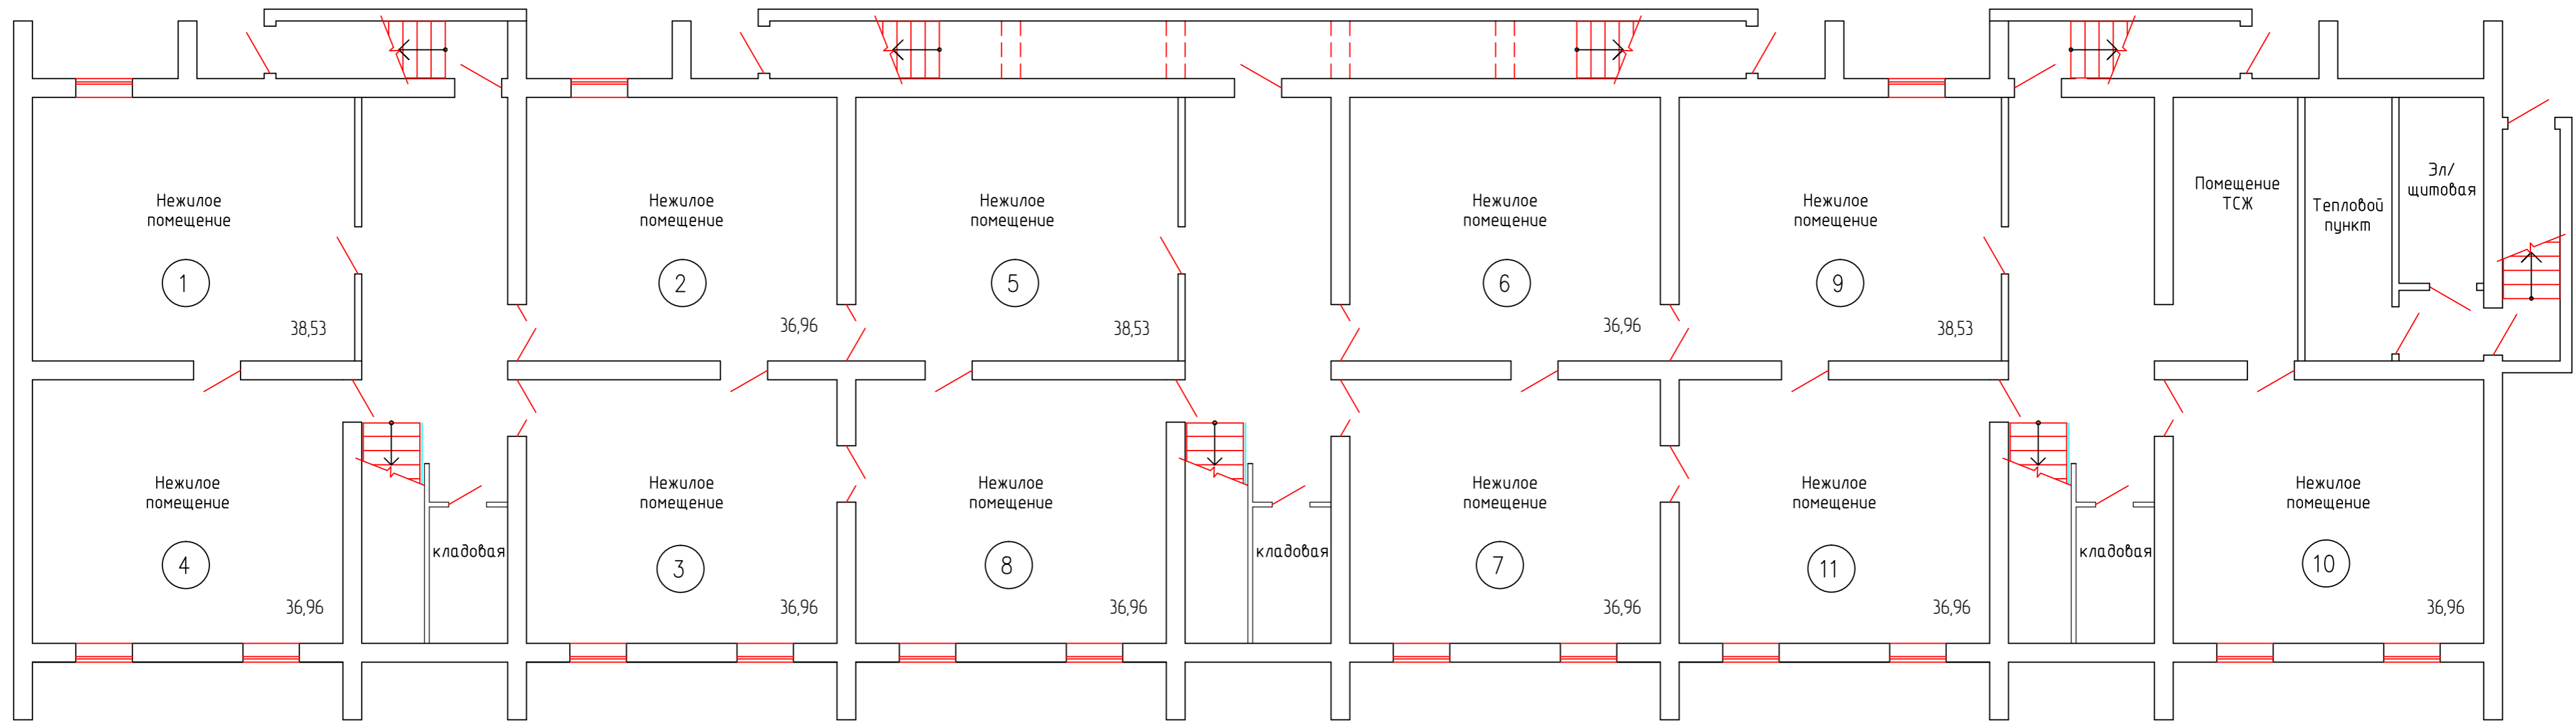 Нежилое
помещение
1
38,53
Нежилое
помещение
2
36,96
Нежилое
помещение
5
38,53
Нежилое
помещение
6
36,96
Нежилое
помещение
9
38,53
Помещение
ТСЖ
Тепловой
пункт
Эл/
щитовая
Нежилое
помещение
4
36,96
кладовая
Нежилое
помещение
3
36,96
Нежилое
помещение
8
36,96
кладовая
Нежилое
помещение
7
36,96
Нежилое
помещение
11
36,96
кладовая
Нежилое
помещение
10
36,96